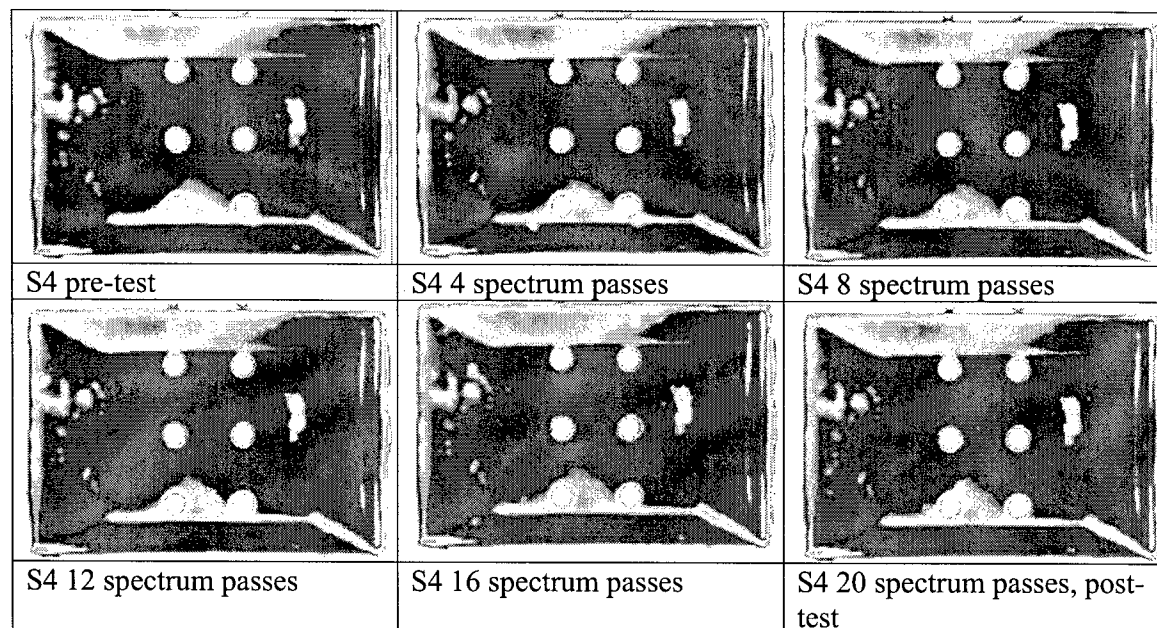 S4 pre-test
S4 4 spectrum passes
S4 8 spectrum passes
S4 12 spectrum passes
S4 16 spectrum passes
S4 20 spectrum passes, post-
test